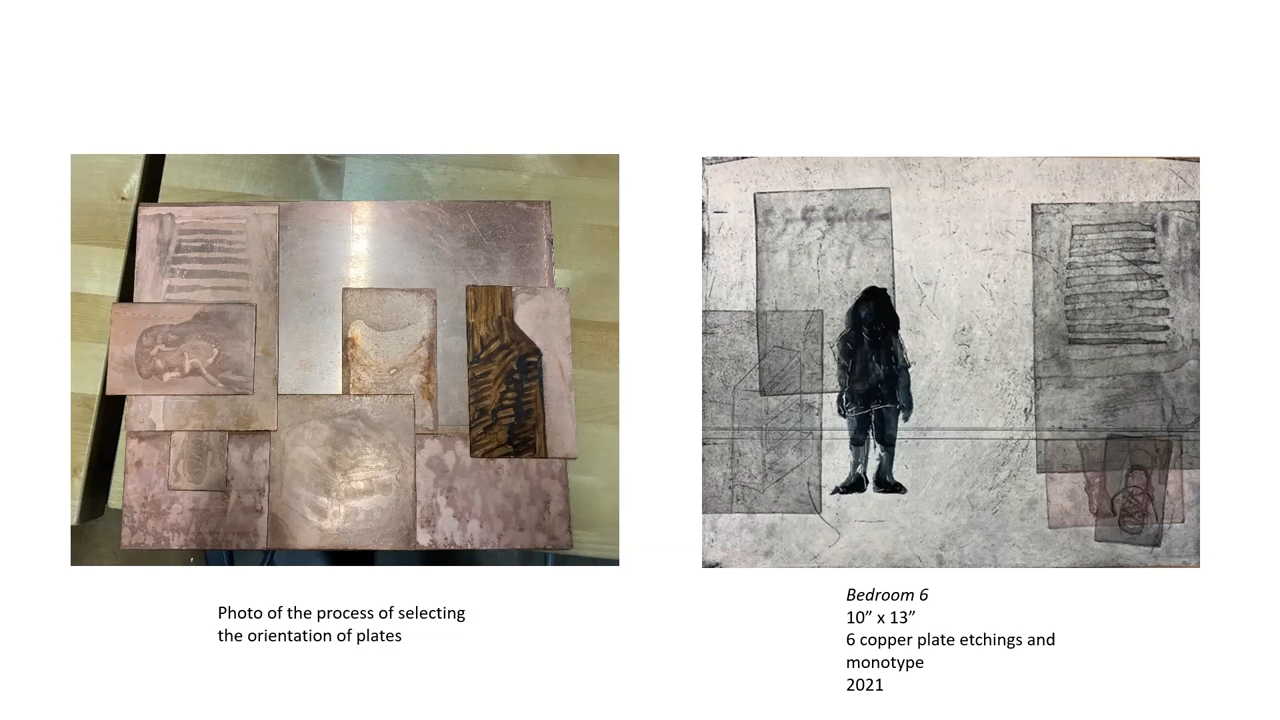 Photo of the process of selecting
the orientation of plates
Bedroom 6
10” x 13”
6 copper plate etchings and
monotype
2021